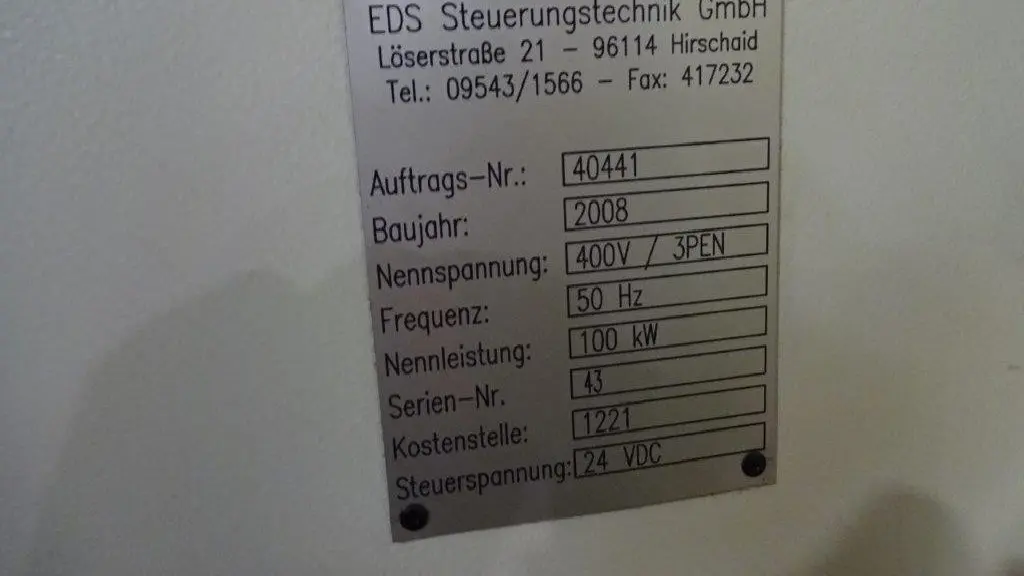 EDS Steuerungstechnik GmbH
Löserstraße 21 – 96114 Hirschaid
Tel.: 09543/1566 – Fax: 417232
Auftrags-Nr.: 40441
Baujahr: 2008
Nennspannung: 400V / 3PEN
Frequenz: 50 Hz
Nennleistung: 100 kW
Serien-Nr. 43
Kostenstelle: 1221
Steuerspannung: 24 VDC